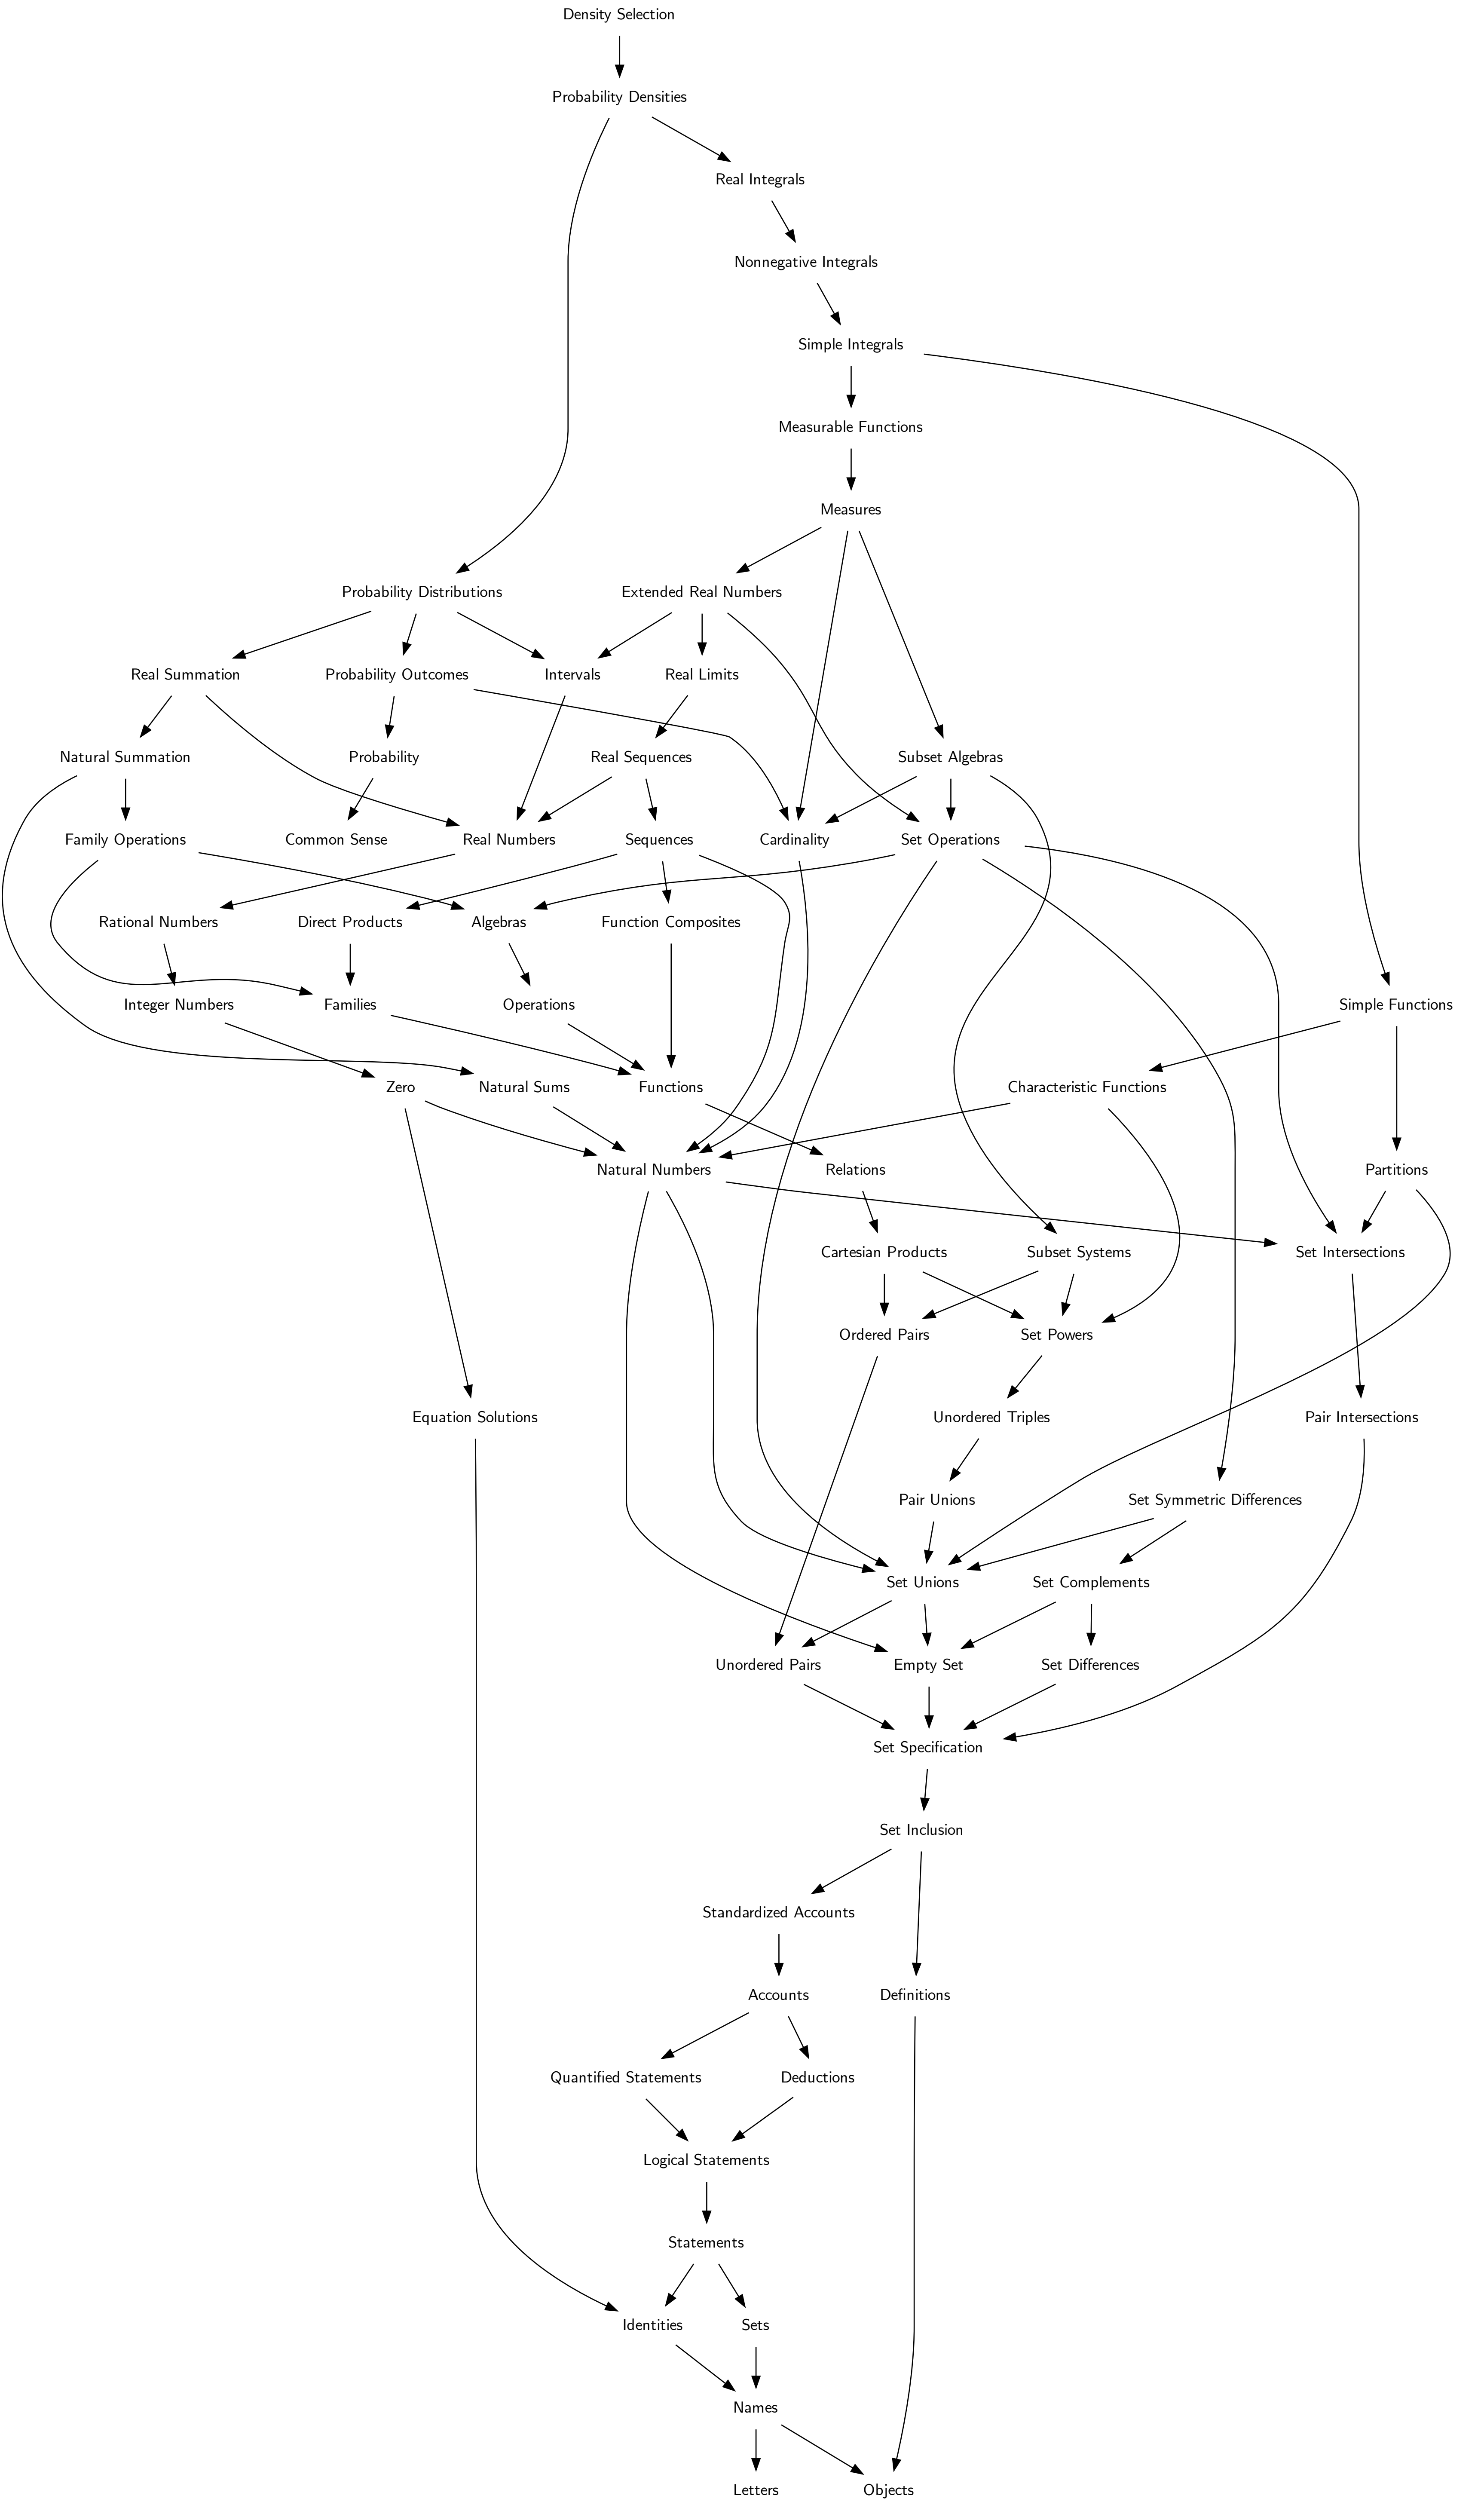 Density Selection
Probability Densities
Real Integrals
Nonnegative Integrals
Simple Integrals
Measurable Functions
Measures
Probability Distributions
Extended Real Numbers
Real Summation
Probability Outcomes
Intervals
Real Limits
Natural Summation
Probability
Real Sequences
Subset Algebras
Family Operations
Common Sense
Real Numbers
Sequences
Cardinality
Set Operations
Rational Numbers
Direct Products
Algebras
Function Composites
Integer Numbers
Families
Operations
Simple Functions
Zero
Natural Sums
Functions
Characteristic Functions
Natural Numbers
Relations
Partitions
Cartesian Products
Subset Systems
Set Intersections
Ordered Pairs
Set Powers
Equation Solutions
Unordered Triples
Pair Intersections
Pair Unions
Set Symmetric Differences
Set Unions
Set Complements
Unordered Pairs
Empty Set
Set Differences
Set Specification
Set Inclusion
Standardized Accounts
Accounts
Definitions
Quantified Statements
Deductions
Logical Statements
Statements
Identities
Sets
Names
Letters
Objects